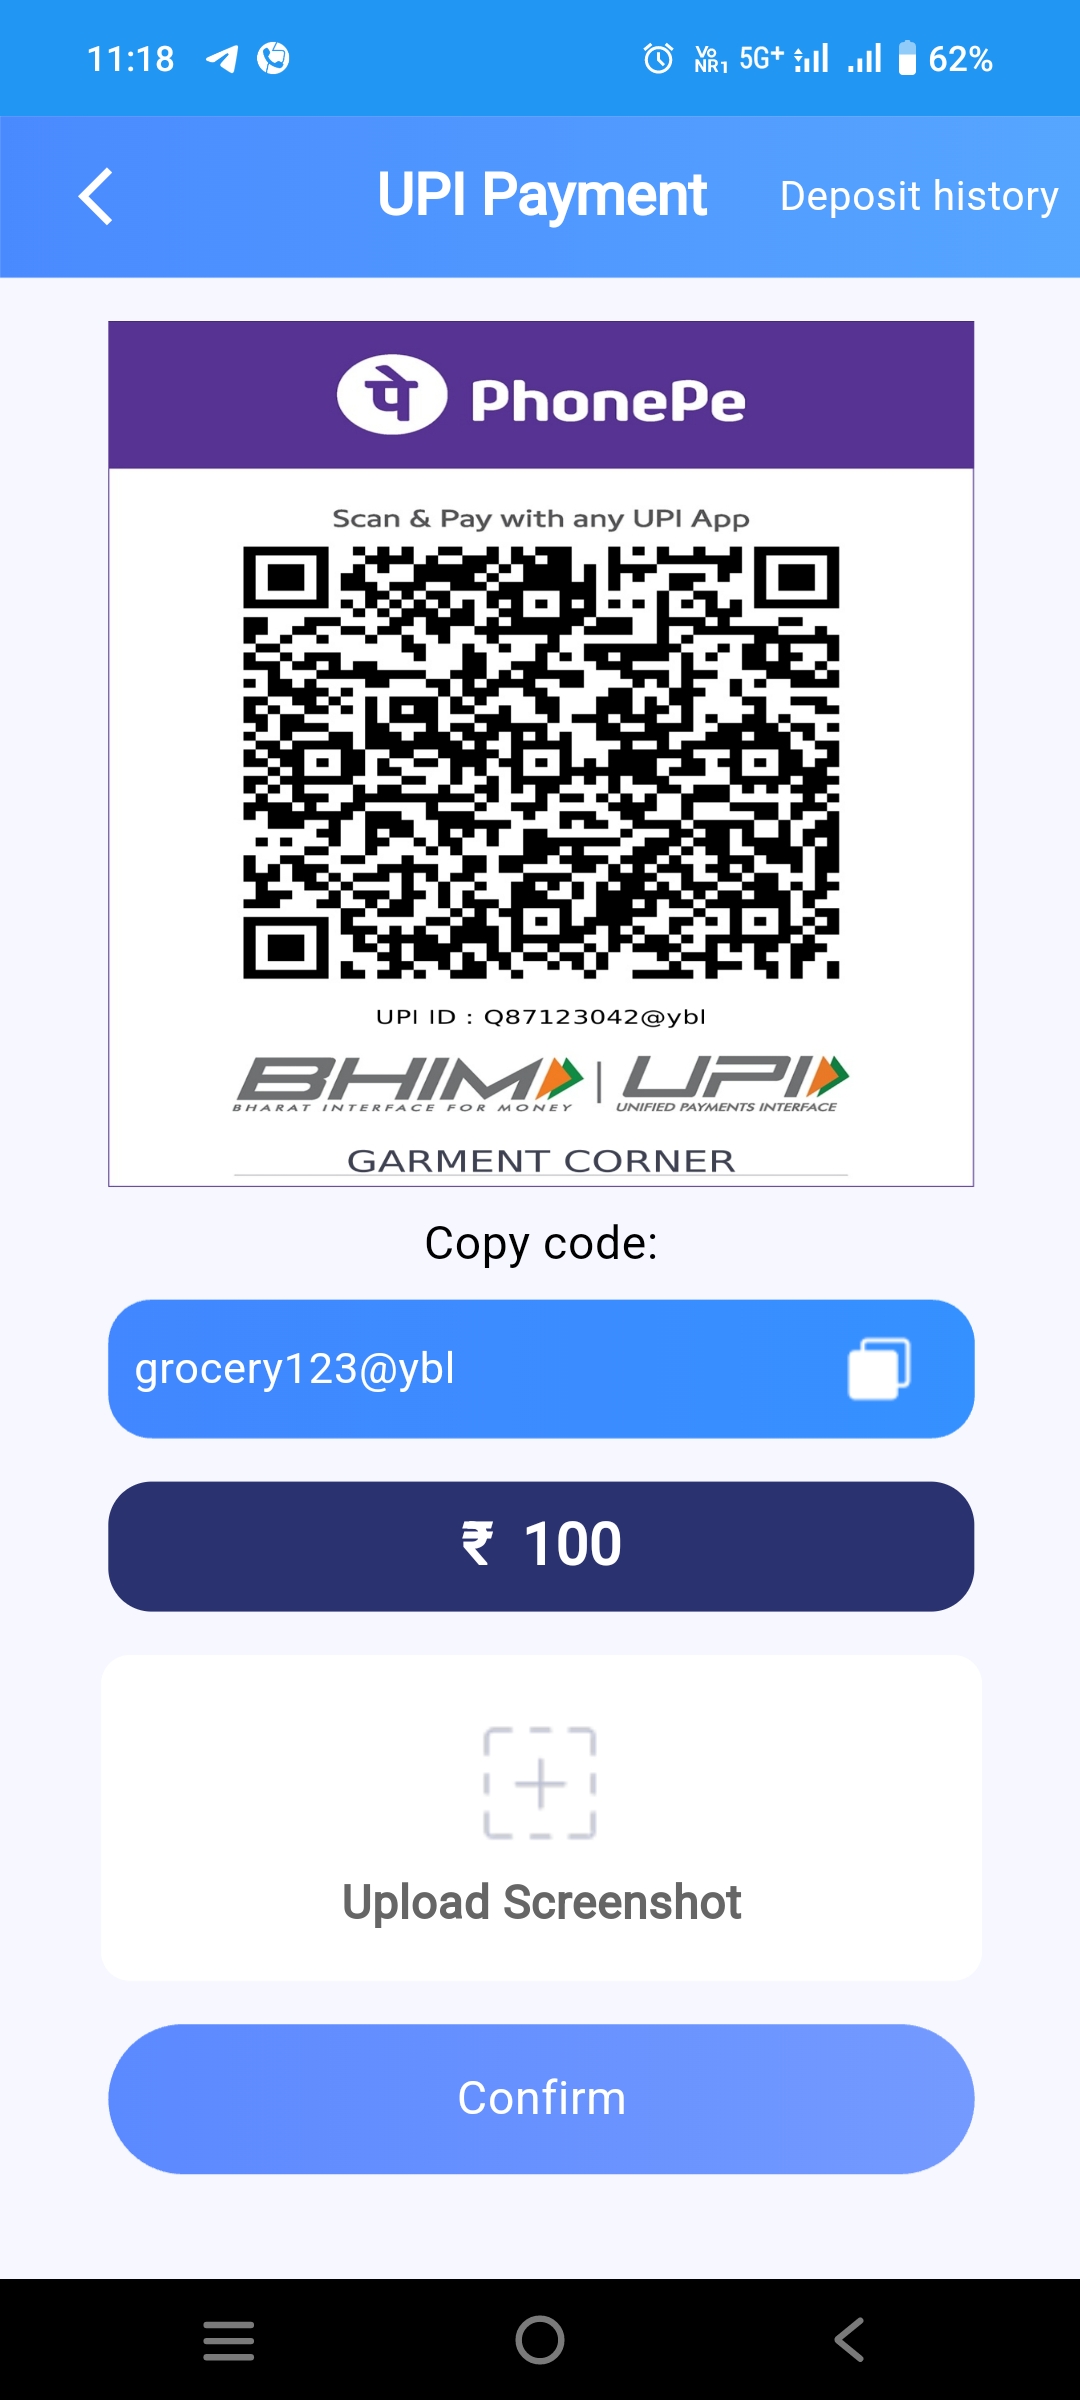 11:18 Vo NR1 5G+ 62%
UPI Payment Deposit history
पे PhonePe
Scan & Pay with any UPI App
UPI ID : Q87123042@ybl
BHIM | UPI
BHARAT INTERFACE FOR MONEY UNIFIED PAYMENTS INTERFACE
GARMENT CORNER
Copy code:
grocery123@ybl
₹ 100
Upload Screenshot
Confirm